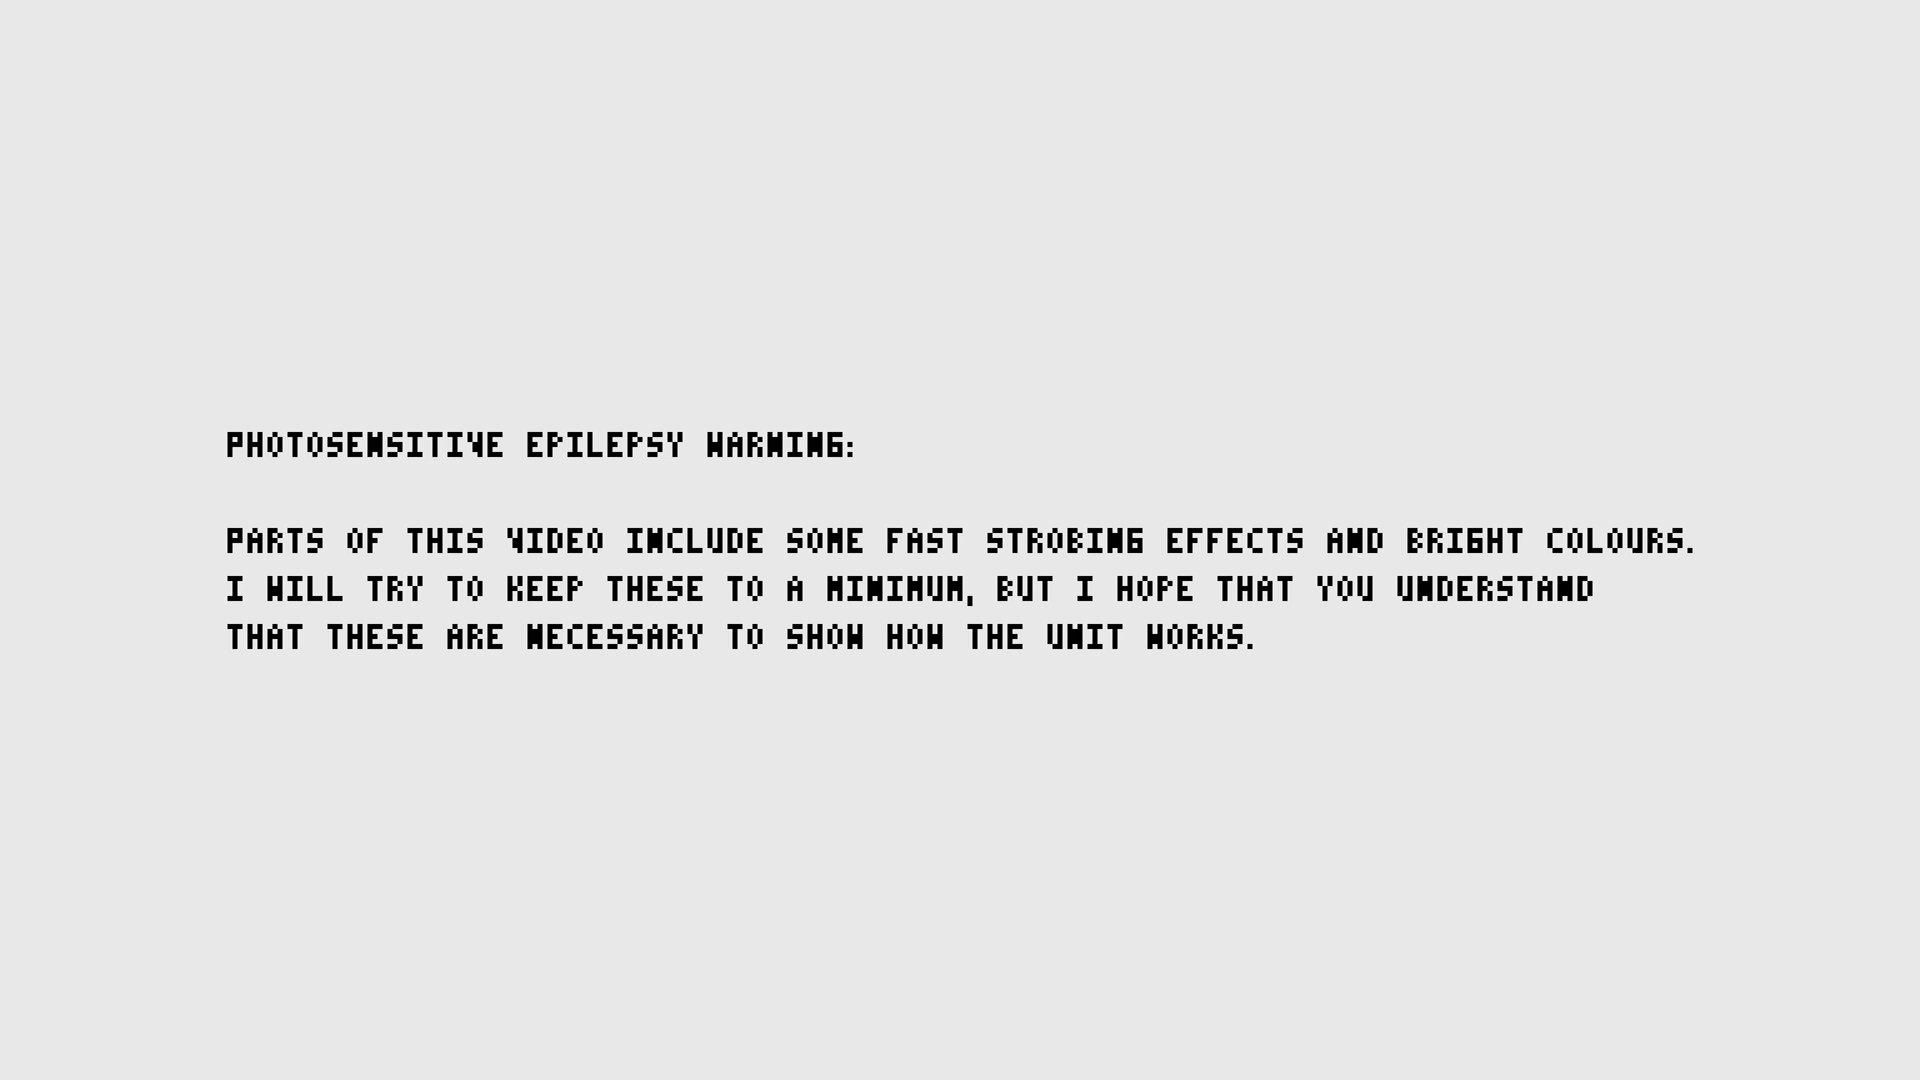 PHOTOSENSITIVE EPILEPSY WARNING:
PARTS OF THIS VIDEO INCLUDE SOME FAST STROBING EFFECTS AND BRIGHT COLOURS.
I WILL TRY TO KEEP THESE TO A MINIMUM, BUT I HOPE THAT YOU UNDERSTAND
THAT THESE ARE NECESSARY TO SHOW HOW THE UNIT WORKS.